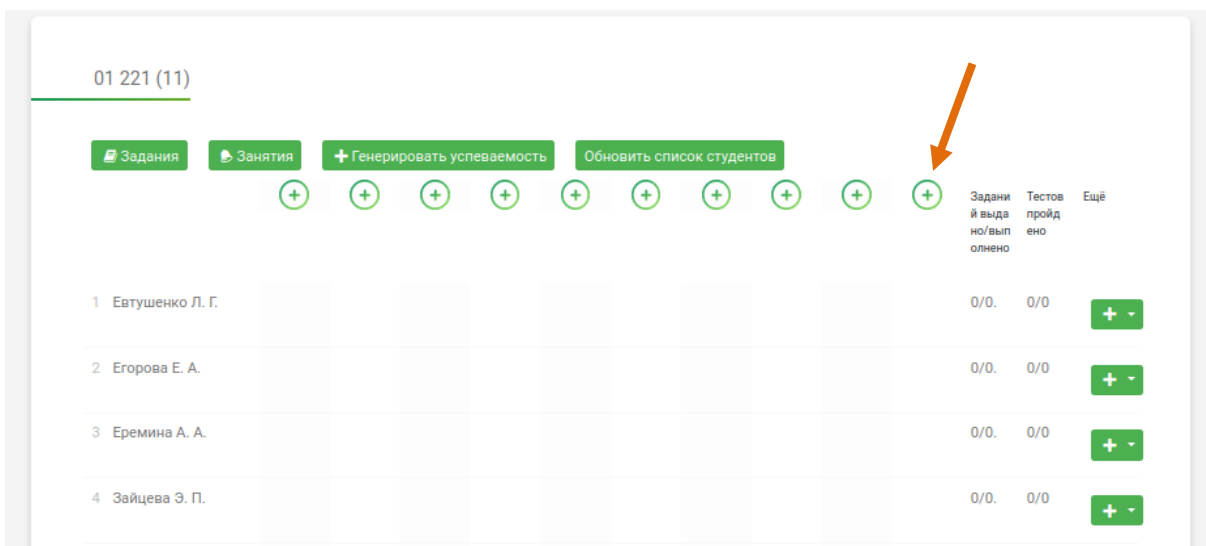 01 221 (11)
Задания Занятия + Генерировать успеваемость Обновить список студентов
Задани Тестов Ещё
й выда пройд
но/вып ено
олнено
1 Евтушенко Л. Г. 0/0. 0/0
2 Егорова Е. А. 0/0. 0/0
3 Еремина А. А. 0/0. 0/0
4 Зайцева Э. П. 0/0. 0/0